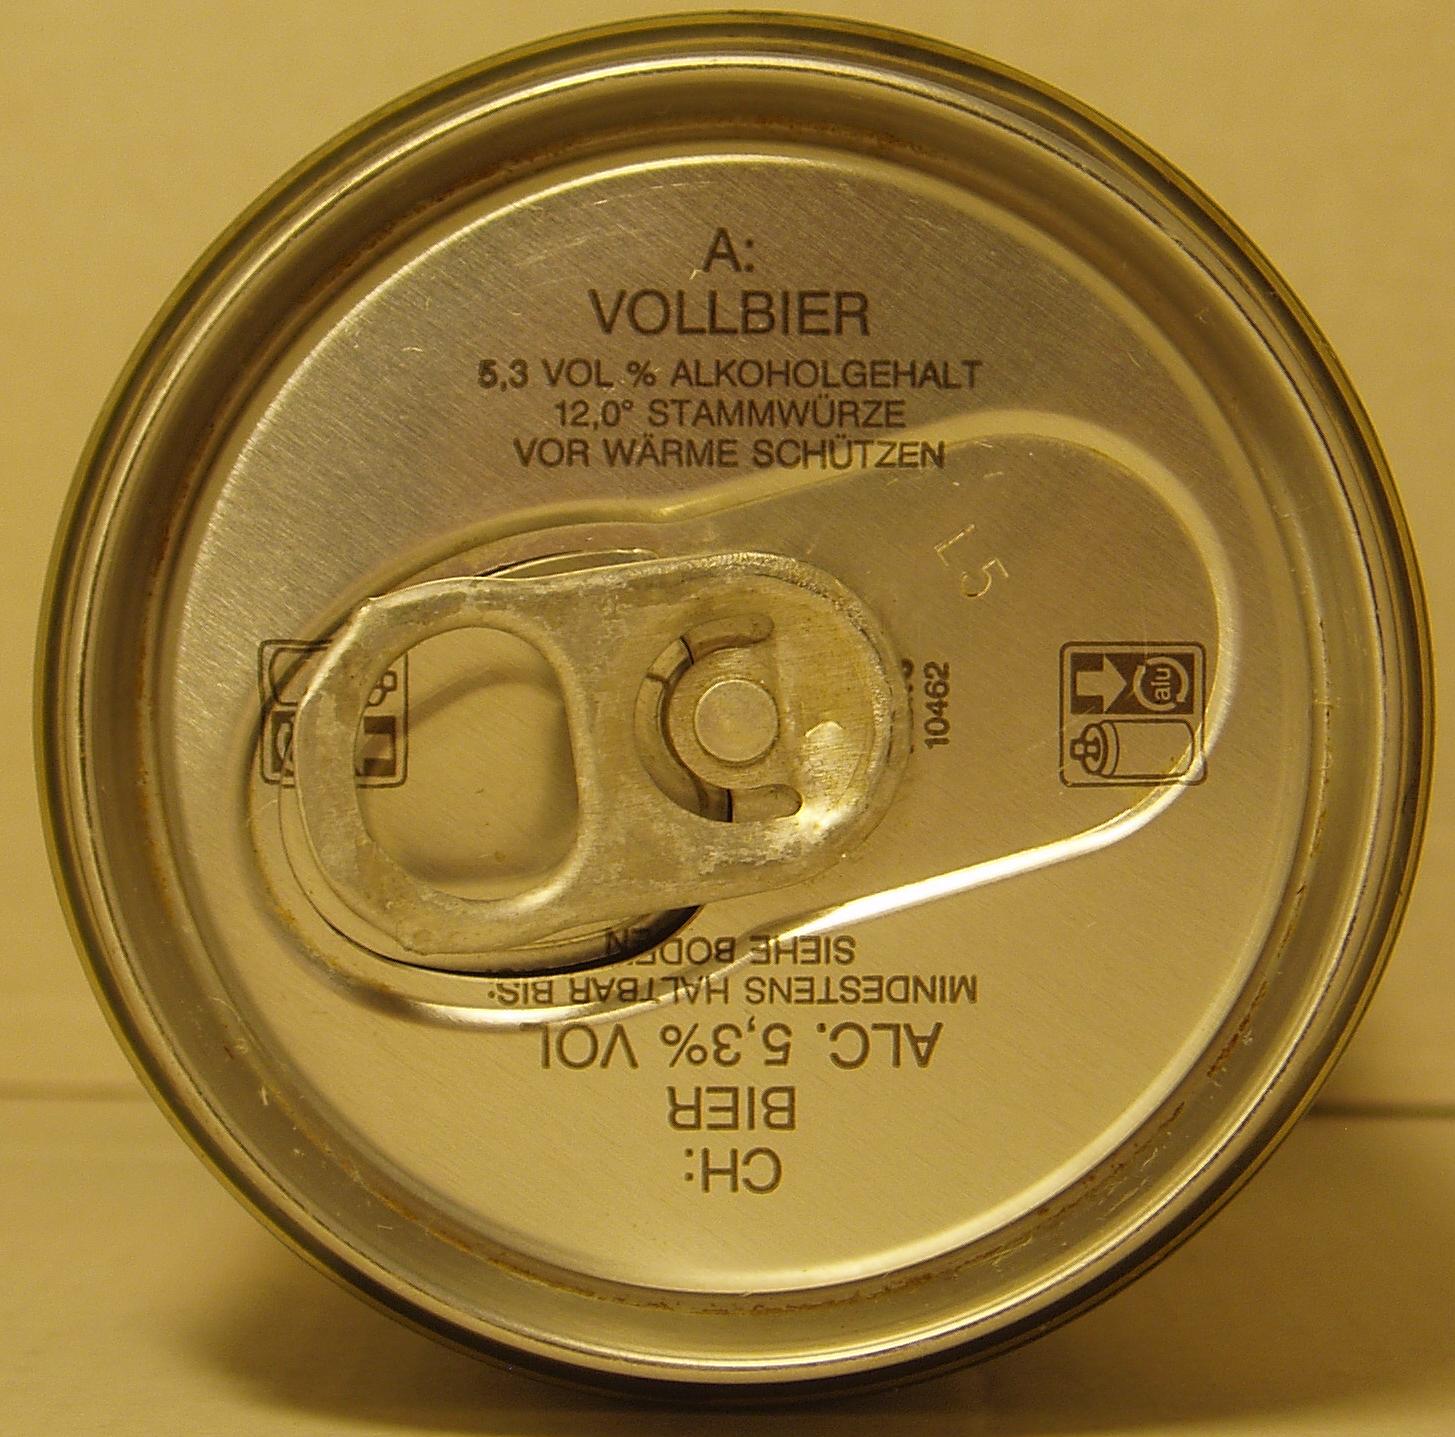 A:
VOLLBIER
5,3 VOL % ALKOHOLGEHALT
12,0° STAMMWÜRZE
VOR WÄRME SCHÜTZEN
L5
10462
alu
CH:
BIER
ALC. 5,3% VOL
MINDESTENS HALTBAR BIS:
SIEHE BODEN